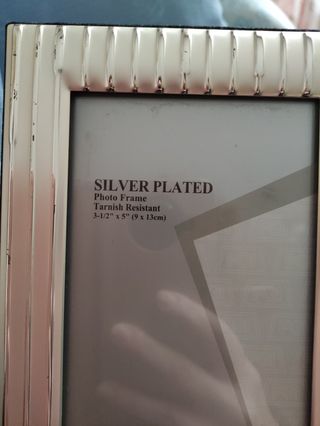 SILVER PLATED
Photo Frame
Tarnish Resistant
3-1/2" x 5" (9 x 13cm)